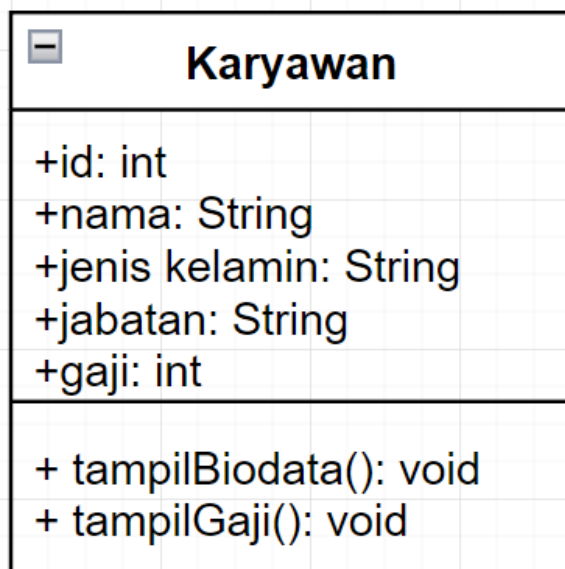 Karyawan
+id: int
+nama: String
+jenis kelamin: String
+jabatan: String
+gaji: int
+ tampilBiodata(): void
+ tampilGaji(): void